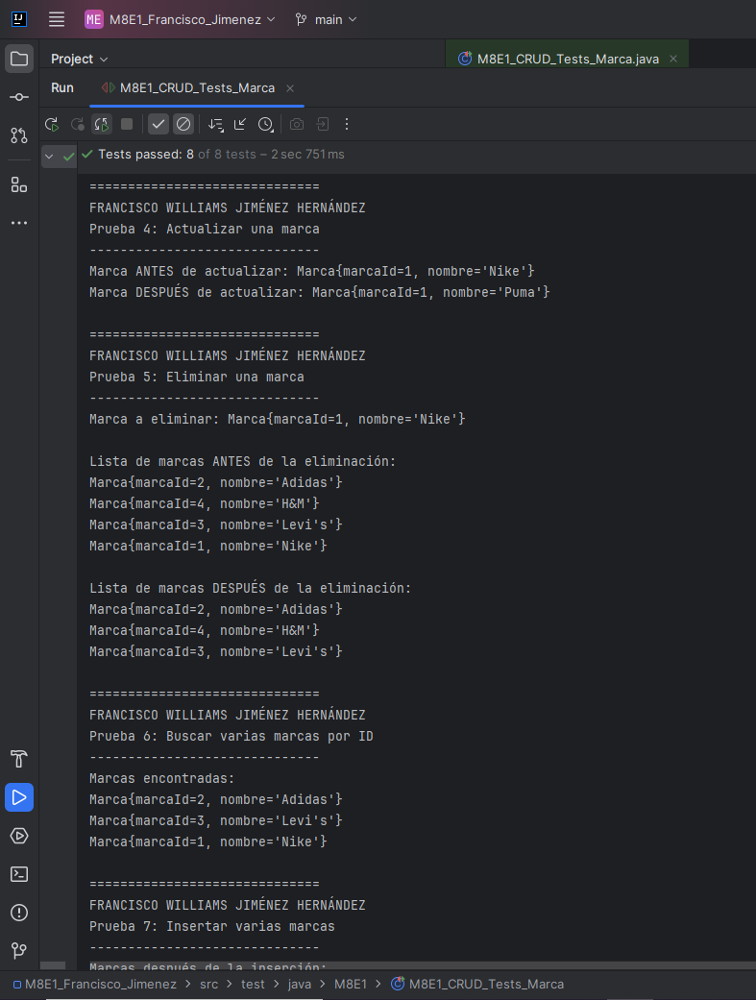 ME M8E1_Francisco_Jimenez main
Project
M8E1_CRUD_Tests_Marca.java
Run M8E1_CRUD_Tests_Marca
Tests passed: 8 of 8 tests – 2 sec 751 ms
==============================
FRANCISCO WILLIAMS JIMÉNEZ HERNÁNDEZ
Prueba 4: Actualizar una marca
------------------------------
Marca ANTES de actualizar: Marca{marcaId=1, nombre='Nike'}
Marca DESPUÉS de actualizar: Marca{marcaId=1, nombre='Puma'}
==============================
FRANCISCO WILLIAMS JIMÉNEZ HERNÁNDEZ
Prueba 5: Eliminar una marca
------------------------------
Marca a eliminar: Marca{marcaId=1, nombre='Nike'}
Lista de marcas ANTES de la eliminación:
Marca{marcaId=2, nombre='Adidas'}
Marca{marcaId=4, nombre='H&M'}
Marca{marcaId=3, nombre='Levi's'}
Marca{marcaId=1, nombre='Nike'}
Lista de marcas DESPUÉS de la eliminación:
Marca{marcaId=2, nombre='Adidas'}
Marca{marcaId=4, nombre='H&M'}
Marca{marcaId=3, nombre='Levi's'}
==============================
FRANCISCO WILLIAMS JIMÉNEZ HERNÁNDEZ
Prueba 6: Buscar varias marcas por ID
------------------------------
Marcas encontradas:
Marca{marcaId=2, nombre='Adidas'}
Marca{marcaId=3, nombre='Levi's'}
Marca{marcaId=1, nombre='Nike'}
==============================
FRANCISCO WILLIAMS JIMÉNEZ HERNÁNDEZ
Prueba 7: Insertar varias marcas
------------------------------
Marcas después de la inserción:
M8E1_Francisco_Jimenez > src > test > java > M8E1 > M8E1_CRUD_Tests_Marca